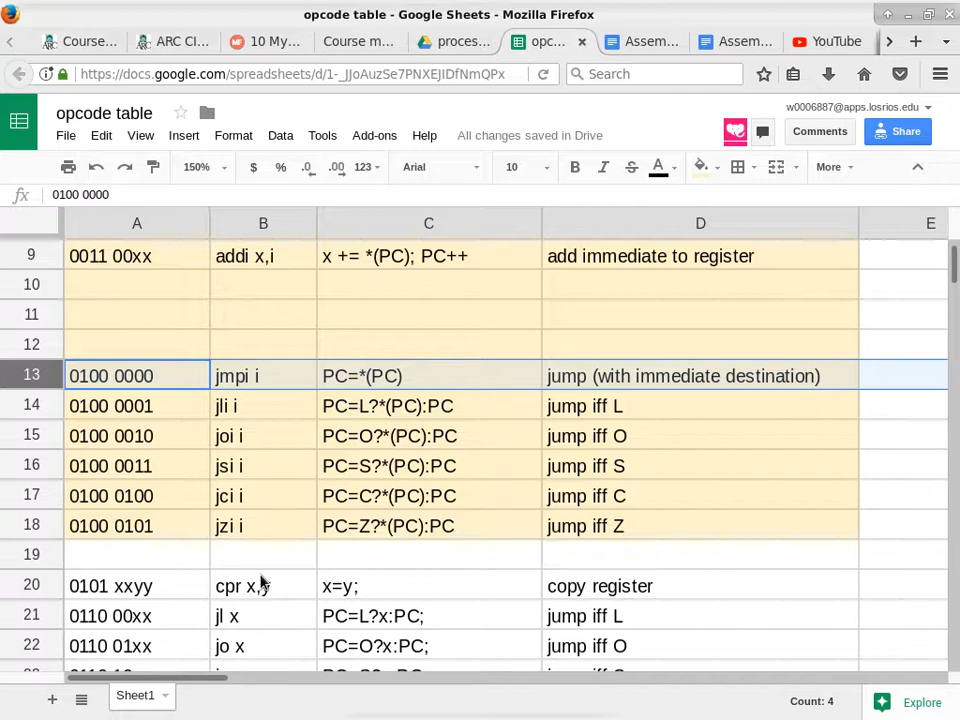 opcode table - Google Sheets - Mozilla Firefox
Course...
ARC CI...
10 My...
Course m...
proces...
opc...
Assem...
Assem...
YouTube
https://docs.google.com/spreadsheets/d/1-_JJoAuzSe7PNXEJIDfNmQPx
Search
opcode table
w0006887@apps.losrios.edu
File Edit View Insert Format Data Tools Add-ons Help All changes saved in Drive
Comments
Share
150% $ % .0 .00 123 Arial 10 B I S A More
fx 0100 0000
A B C D E
9 0011 00xx addi x,i x += *(PC); PC++ add immediate to register
10
11
12
13 0100 0000 jmpi i PC=*(PC) jump (with immediate destination)
14 0100 0001 jli i PC=L?*(PC):PC jump iff L
15 0100 0010 joi i PC=O?*(PC):PC jump iff O
16 0100 0011 jsi i PC=S?*(PC):PC jump iff S
17 0100 0100 jci i PC=C?*(PC):PC jump iff C
18 0100 0101 jzi i PC=Z?*(PC):PC jump iff Z
19
20 0101 xxyy cpr x,y x=y; copy register
21 0110 00xx jl x PC=L?x:PC; jump iff L
22 0110 01xx jo x PC=O?x:PC; jump iff O
Sheet1
Count: 4
Explore